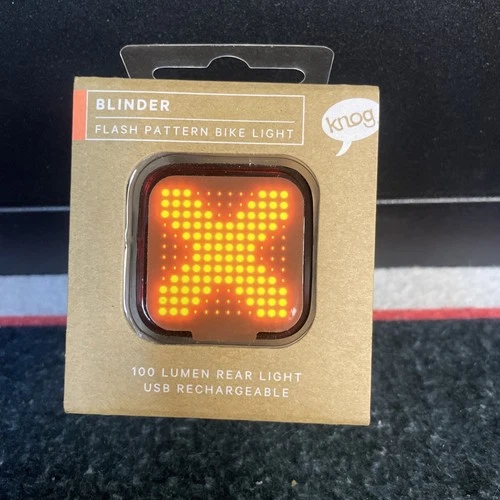 BLINDER
FLASH PATTERN BIKE LIGHT
knog
100 LUMEN REAR LIGHT
USB RECHARGEABLE